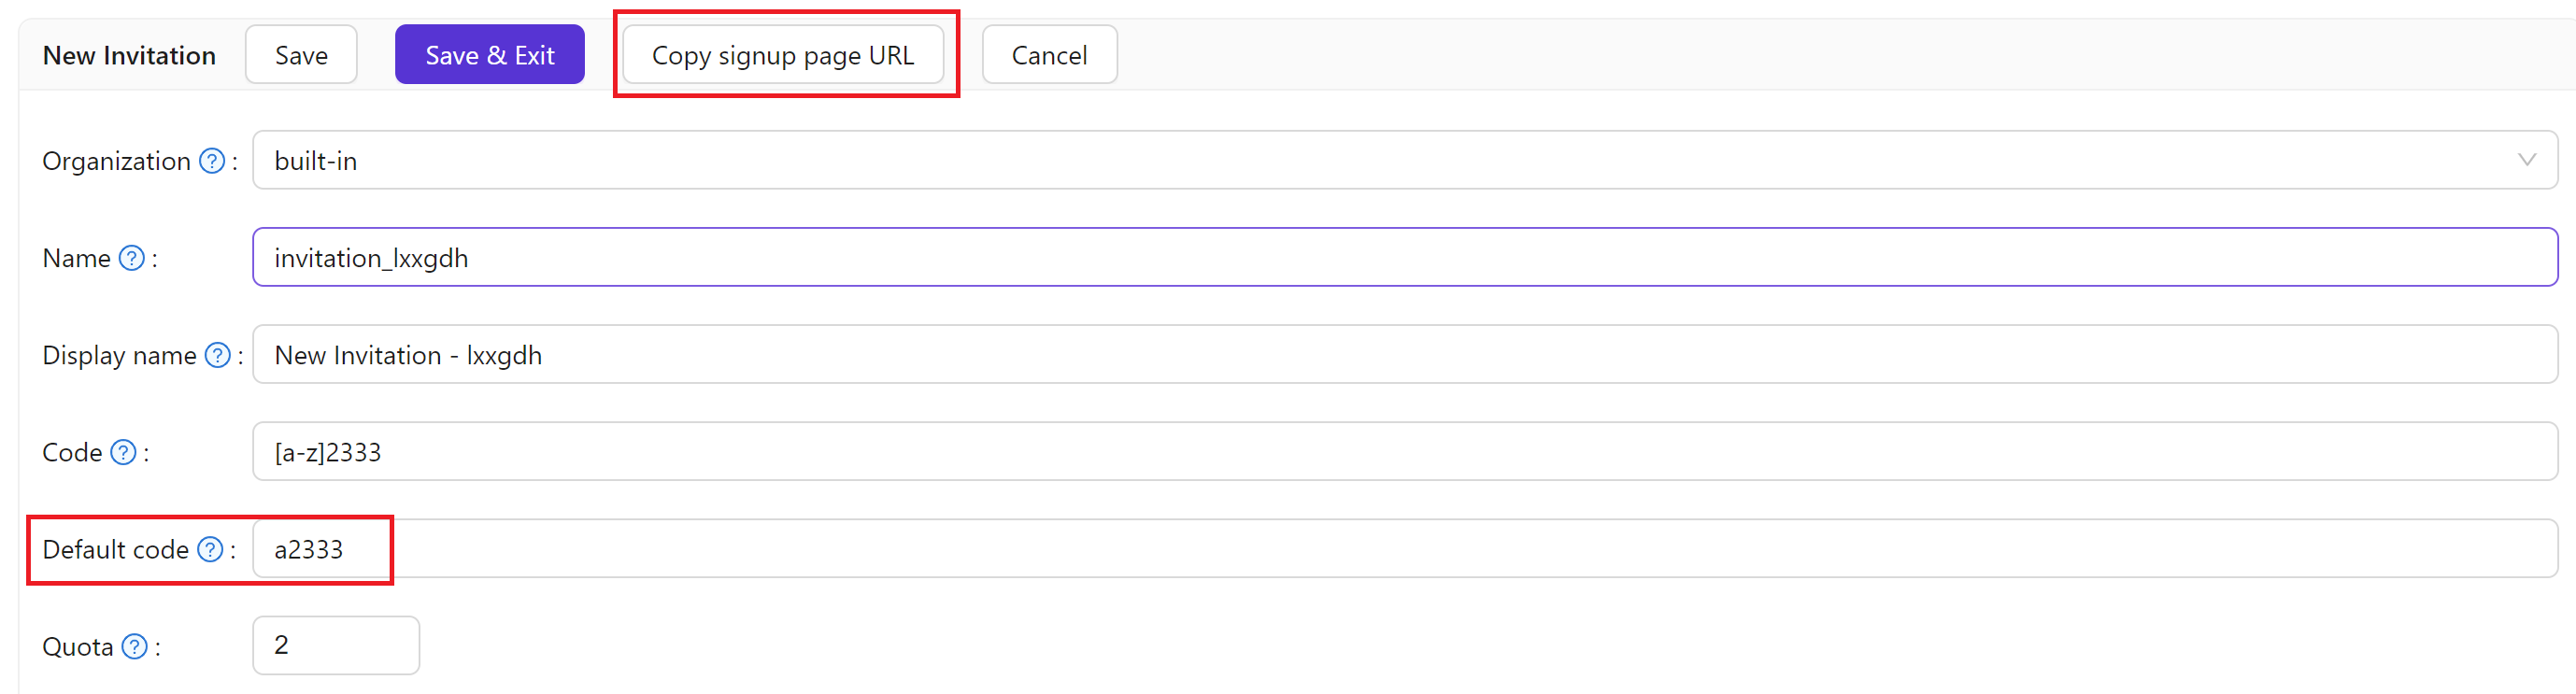 New Invitation Save Save & Exit Copy signup page URL Cancel
Organization ? : built-in
Name ? : invitation_lxxgdh
Display name ? : New Invitation - lxxgdh
Code ? : [a-z]2333
Default code ? : a2333
Quota ? : 2